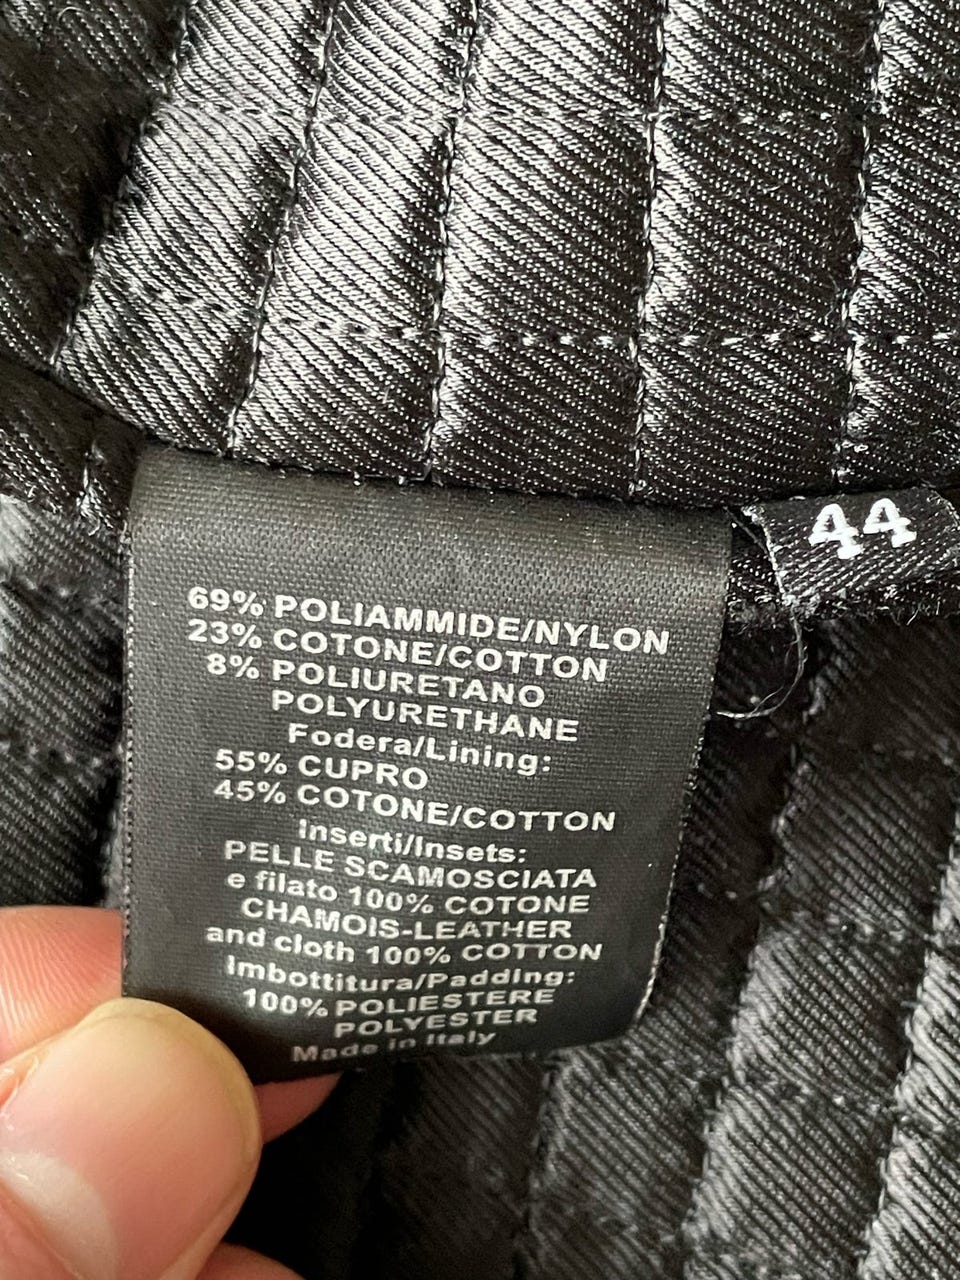 44
69% POLIAMMIDE/NYLON
23% COTONE/COTTON
8% POLIURETANO
POLYURETHANE
Fodera/Lining:
55% CUPRO
45% COTONE/COTTON
Inserti/Insets:
PELLE SCAMOSCIATA
e filato 100% COTONE
CHAMOIS-LEATHER
and cloth 100% COTTON
Imbottitura/Padding:
100% POLIESTERE
POLYESTER
Made in Italy